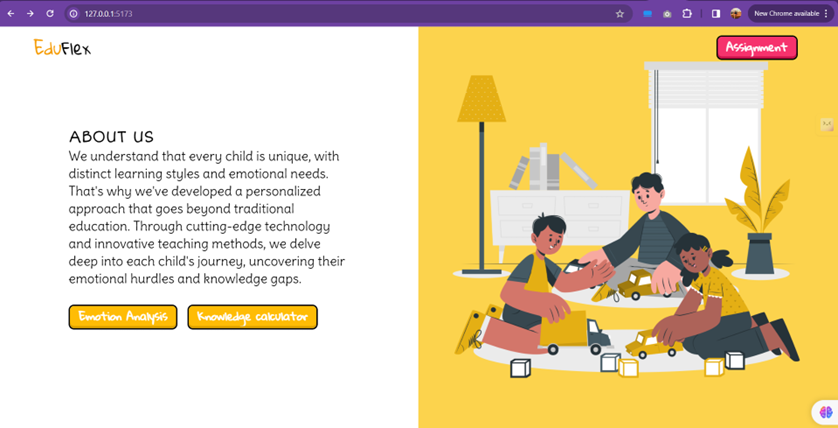 127.0.0.1:5173
New Chrome available
EduFlex
Assignment
ABOUT US
We understand that every child is unique, with
distinct learning styles and emotional needs.
That's why we've developed a personalized
approach that goes beyond traditional
education. Through cutting-edge technology
and innovative teaching methods, we delve
deep into each child's journey, uncovering their
emotional hurdles and knowledge gaps.
Emotion Analysis
Knowledge calculator